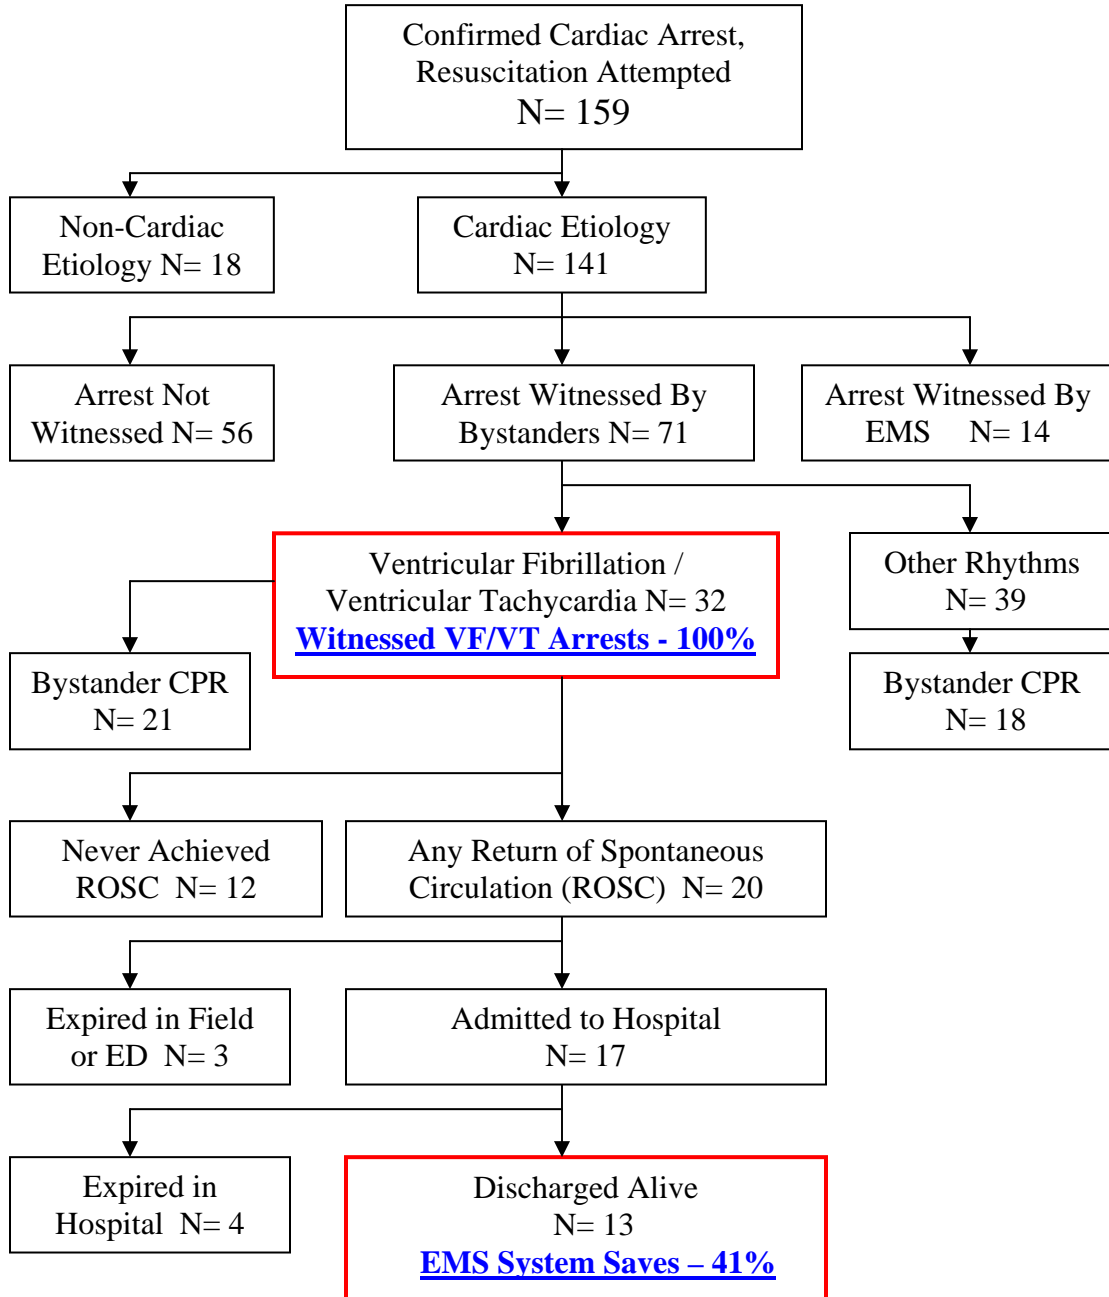 Confirmed Cardiac Arrest,
Resuscitation Attempted
N= 159
Non-Cardiac
Etiology N= 18
Cardiac Etiology
N= 141
Arrest Not
Witnessed N= 56
Arrest Witnessed By
Bystanders N= 71
Arrest Witnessed By
EMS N= 14
Ventricular Fibrillation /
Ventricular Tachycardia N= 32
Witnessed VF/VT Arrests - 100%
Other Rhythms
N= 39
Bystander CPR
N= 21
Bystander CPR
N= 18
Never Achieved
ROSC N= 12
Any Return of Spontaneous
Circulation (ROSC) N= 20
Expired in Field
or ED N= 3
Admitted to Hospital
N= 17
Expired in
Hospital N= 4
Discharged Alive
N= 13
EMS System Saves – 41%